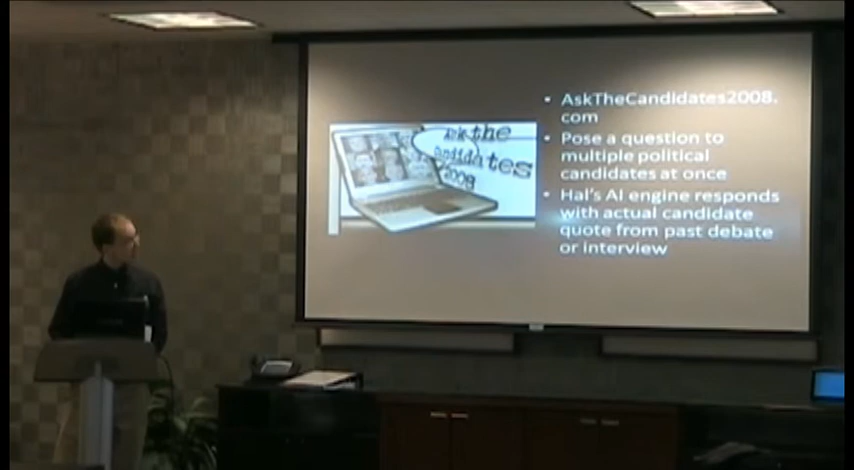 Ask the
Candidates
2008
• AskTheCandidates2008.
com
• Pose a question to
multiple political
candidates at once
• Hal's AI engine responds
with actual candidate
quote from past debate
or interview